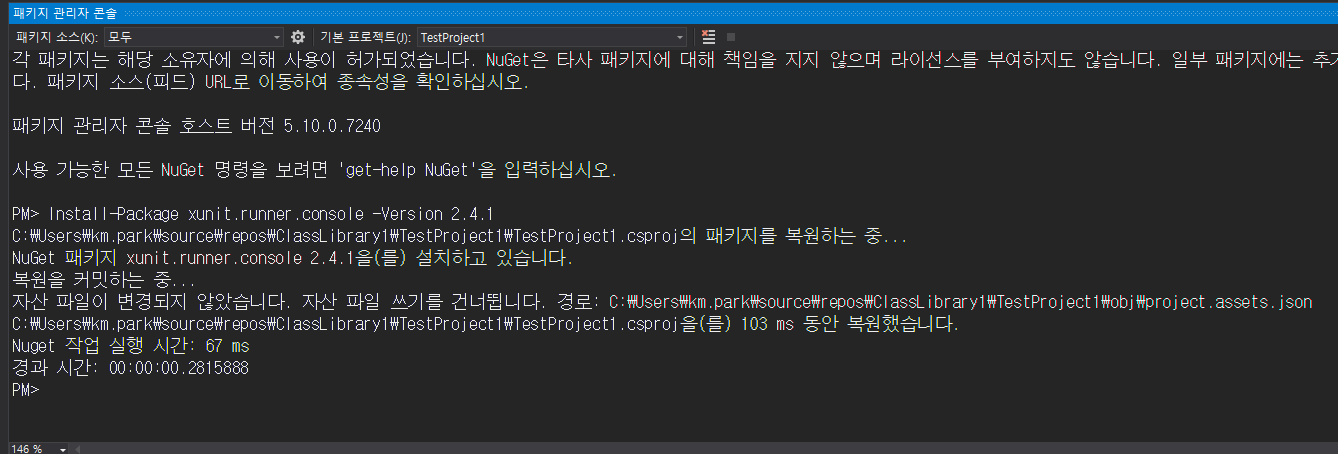 패키지 관리자 콘솔
패키지 소스(K): 모두 기본 프로젝트(J): TestProject1
각 패키지는 해당 소유자에 의해 사용이 허가되었습니다. NuGet은 타사 패키지에 대해 책임을 지지 않으며 라이선스를 부여하지도 않습니다. 일부 패키지에는 추가
다. 패키지 소스(피드) URL로 이동하여 종속성을 확인하십시오.
패키지 관리자 콘솔 호스트 버전 5.10.0.7240
사용 가능한 모든 NuGet 명령을 보려면 'get-help NuGet'을 입력하십시오.
PM> Install-Package xunit.runner.console -Version 2.4.1
C:₩Users₩km.park₩source₩repos₩ClassLibrary1₩TestProject1₩TestProject1.csproj의 패키지를 복원하는 중...
NuGet 패키지 xunit.runner.console 2.4.1을(를) 설치하고 있습니다.
복원을 커밋하는 중...
자산 파일이 변경되지 않았습니다. 자산 파일 쓰기를 건너뜁니다. 경로: C:₩Users₩km.park₩source₩repos₩ClassLibrary1₩TestProject1₩obj₩project.assets.json
C:₩Users₩km.park₩source₩repos₩ClassLibrary1₩TestProject1₩TestProject1.csproj을(를) 103 ms 동안 복원했습니다.
Nuget 작업 실행 시간: 67 ms
경과 시간: 00:00:00.2815888
PM>
146 %